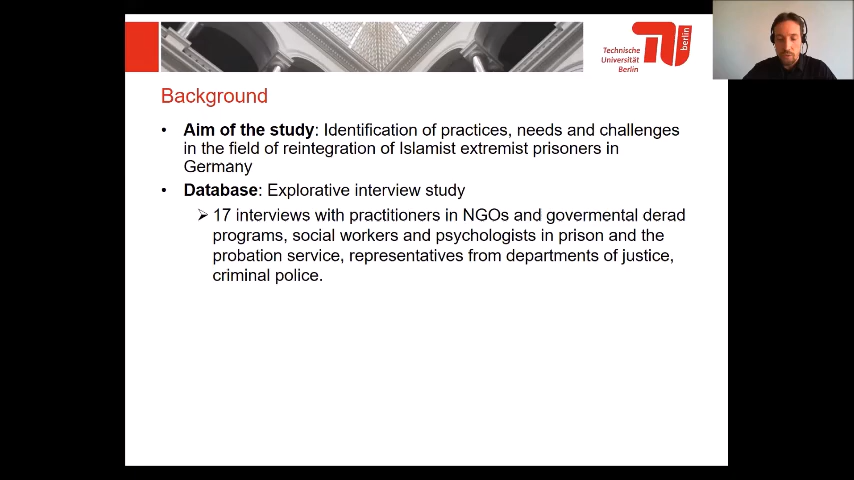 Technische
Universität
Berlin
berlin
Background
• Aim of the study: Identification of practices, needs and challenges
in the field of reintegration of Islamist extremist prisoners in
Germany
• Database: Explorative interview study
➢ 17 interviews with practitioners in NGOs and govermental derad
programs, social workers and psychologists in prison and the
probation service, representatives from departments of justice,
criminal police.